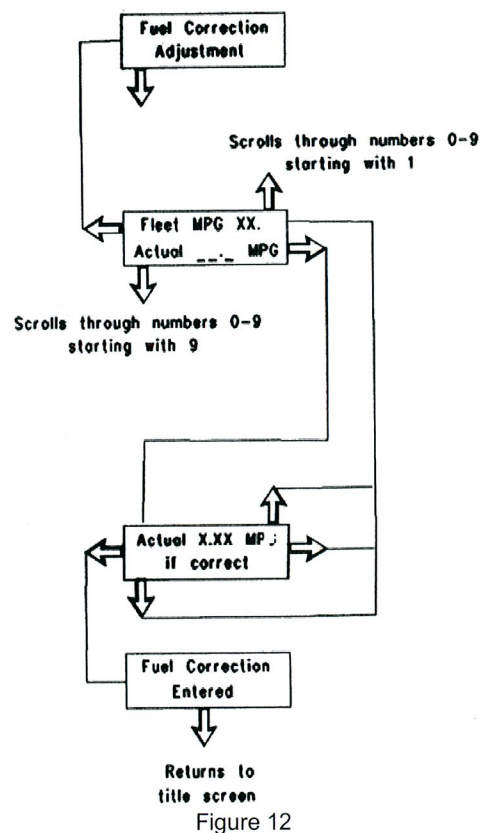 Fuel Correction
Adjustment
Scrolls through numbers 0-9
starting with 1
Fleet MPG XX.
Actual __._ MPG
Scrolls through numbers 0-9
starting with 9
Actual X.XX MPG
if correct
Fuel Correction
Entered
Returns to
title screen
Figure 12